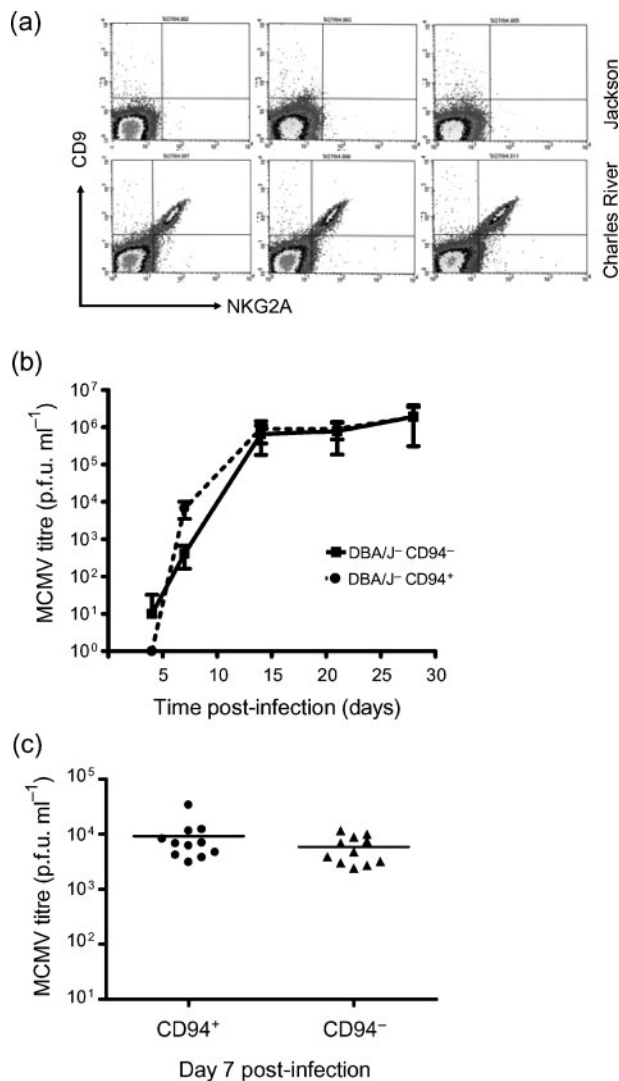 (a)
Jackson
CD9
Charles River
NKG2A
(b)
MCMV titre (p.f.u. ml⁻¹)
10⁷
10⁶
10⁵
10⁴
10³
10²
10¹
10⁰
DBA/J⁻ CD94⁻
DBA/J⁻ CD94⁺
5 10 15 20 25 30
Time post-infection (days)
(c)
MCMV titre (p.f.u. ml⁻¹)
10⁵
10⁴
10³
10²
10¹
CD94⁺ CD94⁻
Day 7 post-infection